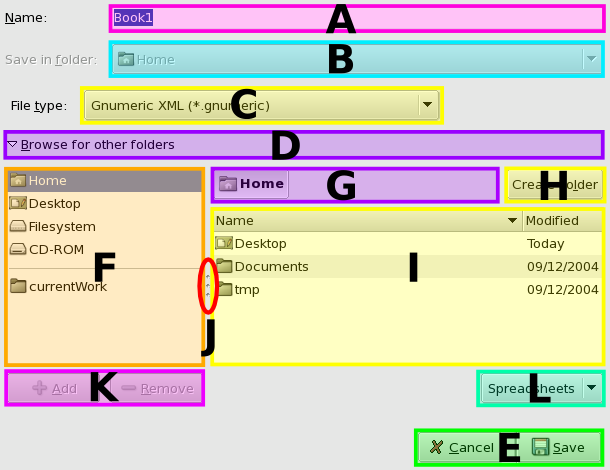 Name: Book1 A
Save in folder: Home B
File type: Gnumeric XML (*.gnumeric) C
Browse for other folders D
Home
Desktop
Filesystem
CD-ROM
F
currentWork
Home G
Create Folder H
Name Modified
Desktop Today
Documents 09/12/2004
I
tmp 09/12/2004
J
Add K Remove
Spreadsheets L
Cancel E Save